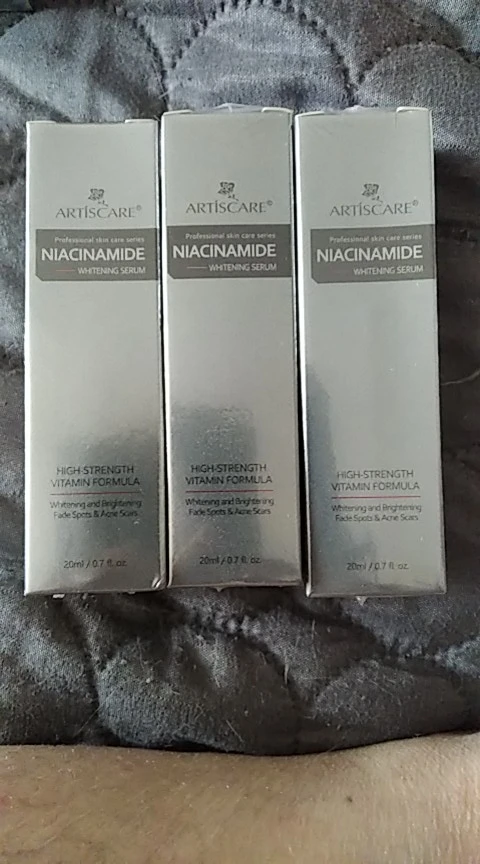 ARTISCARE®
Professional skin care series
NIACINAMIDE
WHITENING SERUM
HIGH-STRENGTH
VITAMIN FORMULA
Whitening and Brightening
Fade Spots & Acne Scars
20ml / 0.7 fl. oz.
ARTISCARE®
Professional skin care series
NIACINAMIDE
WHITENING SERUM
HIGH-STRENGTH
VITAMIN FORMULA
Whitening and Brightening
Fade Spots & Acne Scars
20ml / 0.7 fl. oz.
ARTISCARE®
Professional skin care series
NIACINAMIDE
WHITENING SERUM
HIGH-STRENGTH
VITAMIN FORMULA
Whitening and Brightening
Fade Spots & Acne Scars
20ml / 0.7 fl. oz.